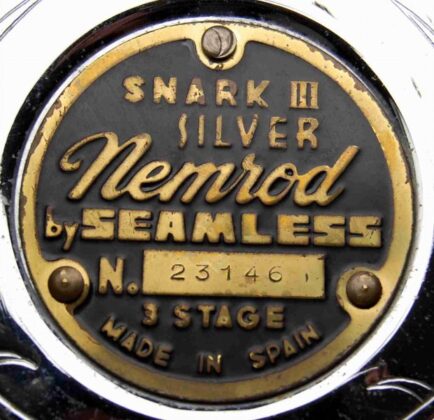 SNARK III
SILVER
Nemrod
by SEAMLESS
N. 23146
3 STAGE
MADE IN SPAIN